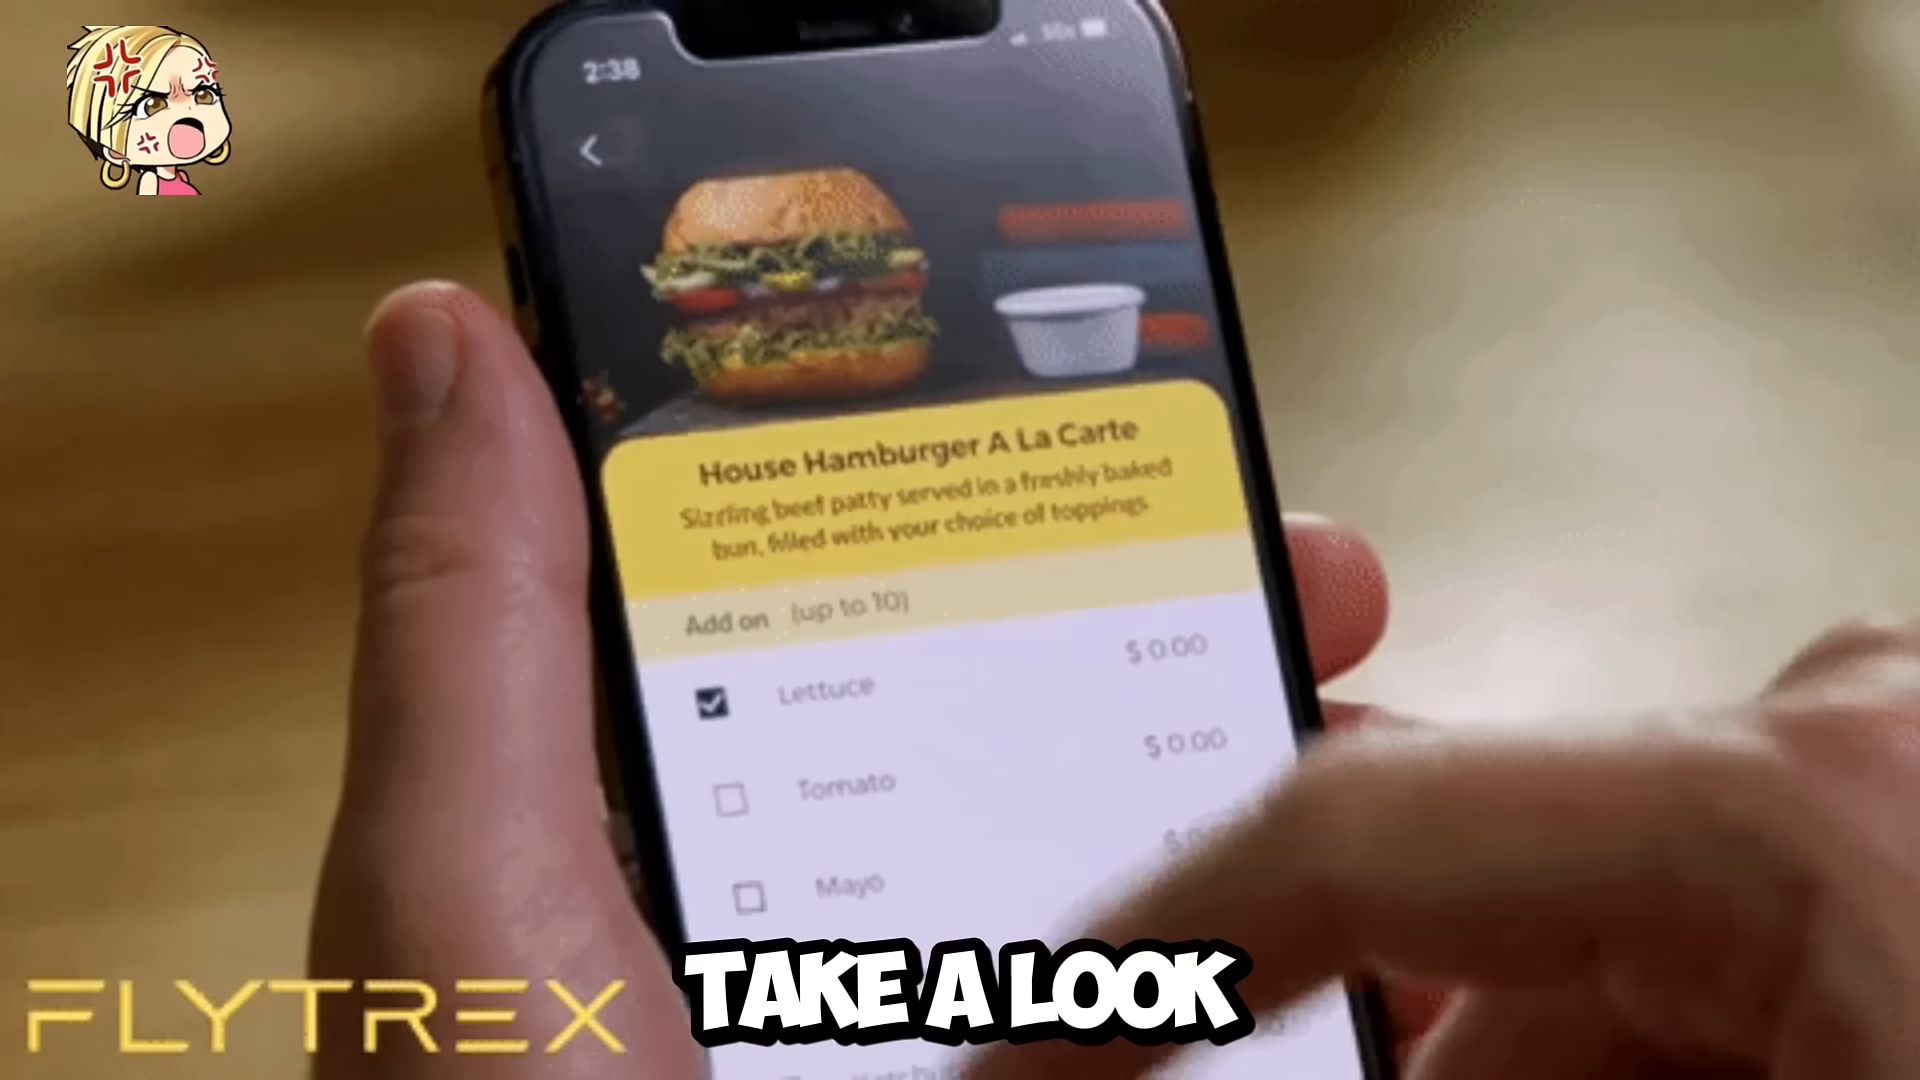 2:38
House Hamburger A La Carte
Sizzling beef patty served in a freshly baked
bun, filled with your choice of toppings
Add on (up to 10)
Lettuce $ 0.00
Tomato $ 0.00
Mayo
Ketchup
TAKE A LOOK
FLYTREX